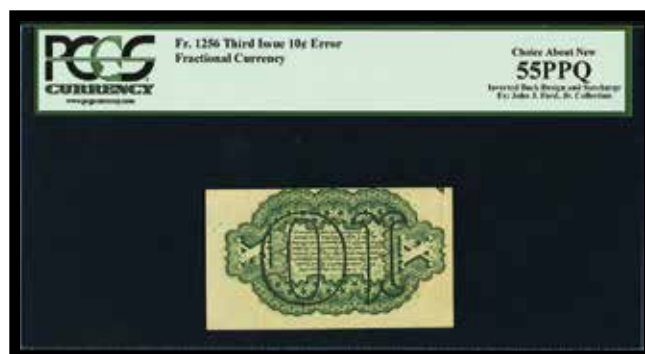 PCGS
CURRENCY
www.pcgscurrency.com
Fr. 1256 Third Issue 10¢ Error
Fractional Currency
Choice About New
55PPQ
Inverted Back Design and Surcharge
Ex: John J. Ford, Jr. Collection
10
X X